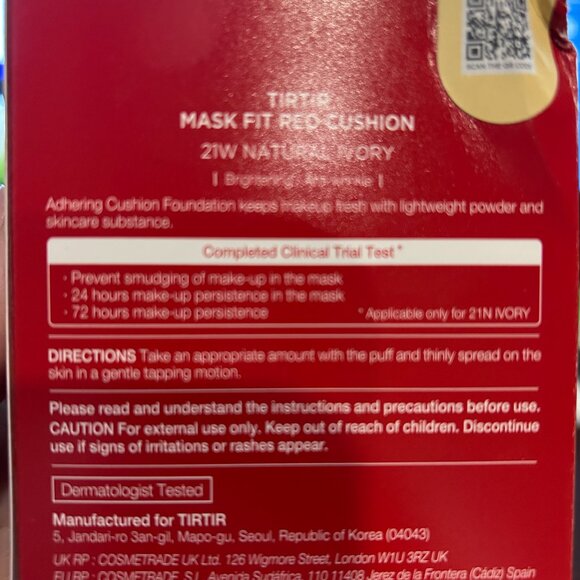 SCAN THE QR CODE
TIRTIR
MASK FIT RED CUSHION
21W NATURAL IVORY
| Brightening, Anti-wrinkle |
Adhering Cushion Foundation keeps makeup fresh with lightweight powder and
skincare substance.
Completed Clinical Trial Test *
· Prevent smudging of make-up in the mask
· 24 hours make-up persistence in the mask
· 72 hours make-up persistence
* Applicable only for 21N IVORY
DIRECTIONS Take an appropriate amount with the puff and thinly spread on the
skin in a gentle tapping motion.
Please read and understand the instructions and precautions before use.
CAUTION For external use only. Keep out of reach of children. Discontinue
use if signs of irritations or rashes appear.
Dermatologist Tested
Manufactured for TIRTIR
5, Jandari-ro 3an-gil, Mapo-gu, Seoul, Republic of Korea (04043)
UK RP : COSMETRADE UK Ltd. 126 Wigmore Street, London W1U 3RZ UK
EU RP : COSMETRADE, S.L. Avenida Sudáfrica, 110 11408 Jerez de la Frontera (Cádiz) Spain